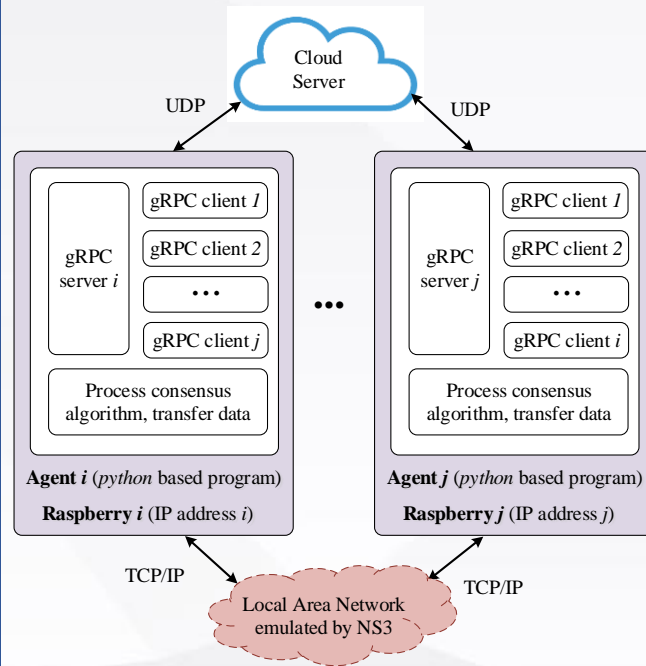 Cloud
Server
UDP
UDP
gRPC
server i
gRPC client 1
gRPC client 2
...
gRPC client j
Process consensus
algorithm, transfer data
Agent i (python based program)
Raspberry i (IP address i)
...
gRPC
server j
gRPC client 1
gRPC client 2
...
gRPC client i
Process consensus
algorithm, transfer data
Agent j (python based program)
Raspberry j (IP address j)
TCP/IP
TCP/IP
Local Area Network
emulated by NS3